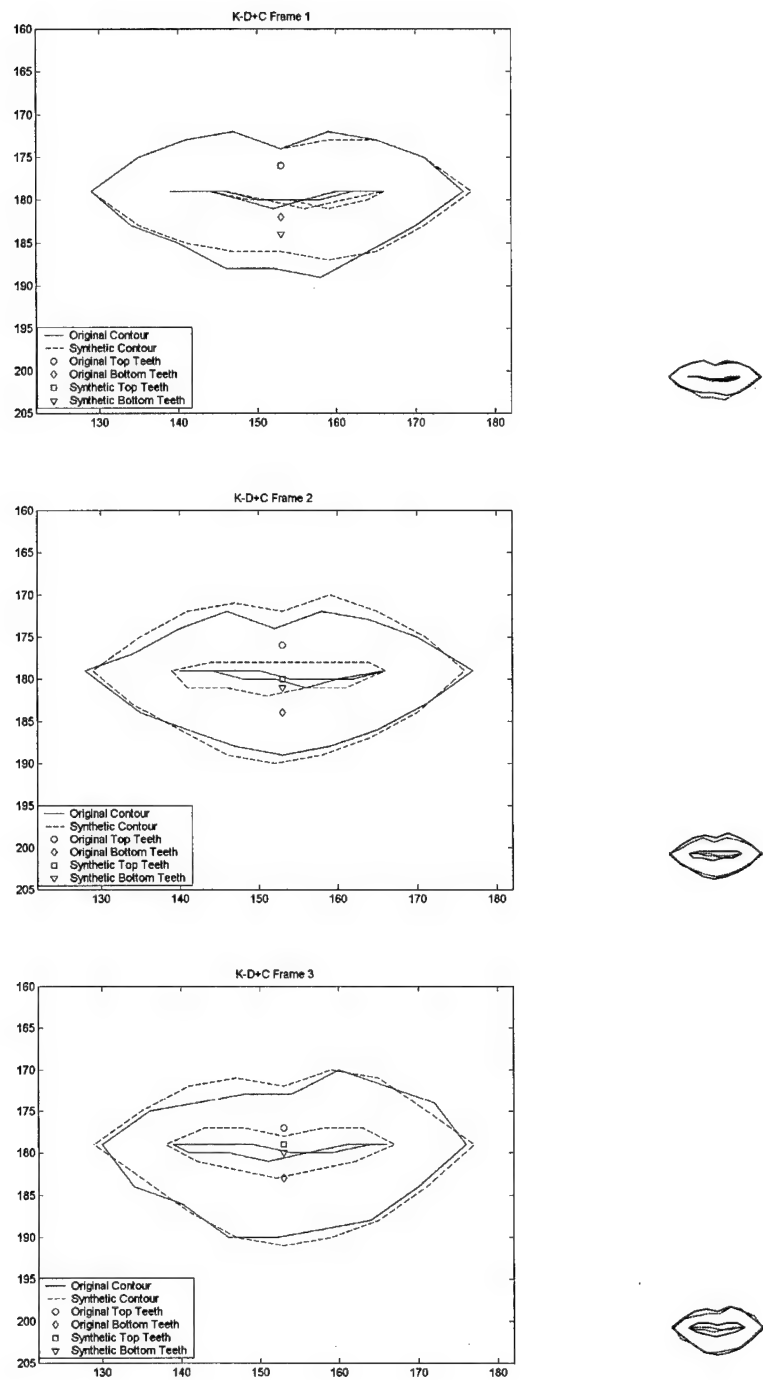 K-D+C Frame 1
160
165
170
175
180
185
190
195
200
205
Original Contour
Synthetic Contour
Original Top Teeth
Original Bottom Teeth
Synthetic Top Teeth
Synthetic Bottom Teeth
130 140 150 160 170 180
K-D+C Frame 2
160
165
170
175
180
185
190
195
200
205
Original Contour
Synthetic Contour
Original Top Teeth
Original Bottom Teeth
Synthetic Top Teeth
Synthetic Bottom Teeth
130 140 150 160 170 180
K-D+C Frame 3
160
165
170
175
180
185
190
195
200
205
Original Contour
Synthetic Contour
Original Top Teeth
Original Bottom Teeth
Synthetic Top Teeth
Synthetic Bottom Teeth
130 140 150 160 170 180